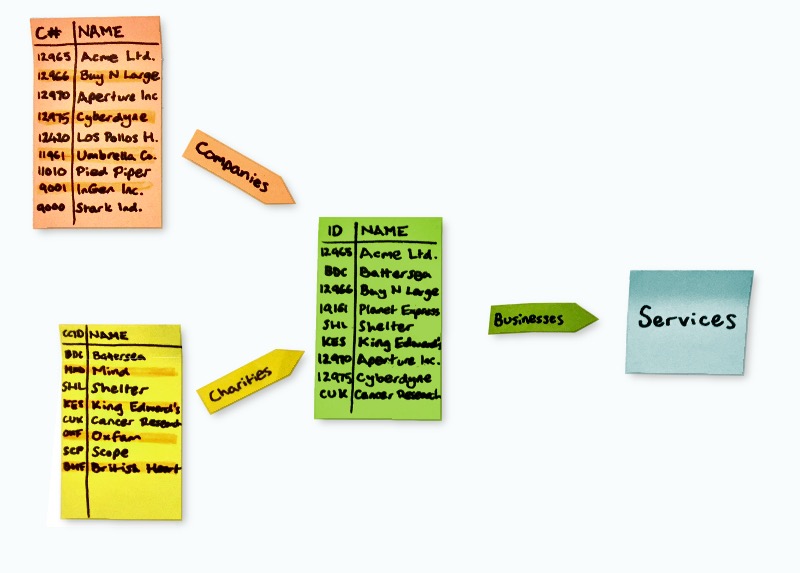 C# NAME
12965 Acme Ltd.
12966 Buy N Large
12970 Aperture Inc
12975 Cyberdyne
12420 Los Pollos H.
11961 Umbrella Co.
11010 Pied Piper
9001 InGen Inc.
9000 Stark Ind.
Companies
CCID NAME
BDC Battersea
Mind
SHL Shelter
KES King Edward's
CUK Cancer Research
OXF Oxfam
SCP Scope
BHF British Heart
Charities
ID NAME
12965 Acme Ltd.
BDC Battersea
12966 Buy N Large
19161 Planet Express
SHL Shelter
KES King Edward's
12970 Aperture Inc.
12975 Cyberdyne
CUK Cancer Research
Businesses
Services